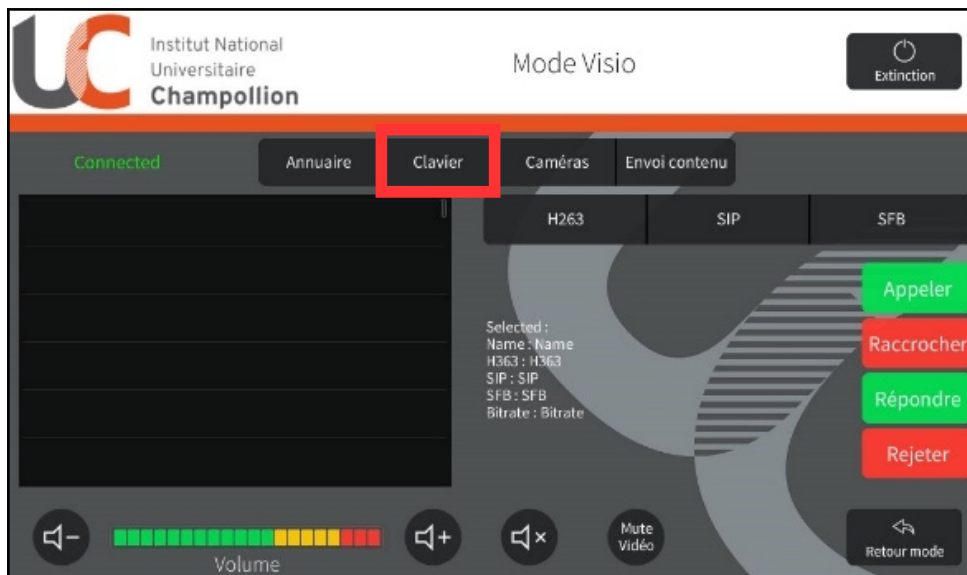 UC
Institut National
Universitaire
Champollion
Mode Visio
Extinction
Connected
Annuaire
Clavier
Caméras
Envoi contenu
H263
SIP
SFB
Selected :
Name : Name
H363 : H363
SIP : SIP
SFB : SFB
Bitrate : Bitrate
Appeler
Raccrocher
Répondre
Rejeter
Volume
Mute
Vidéo
Retour mode